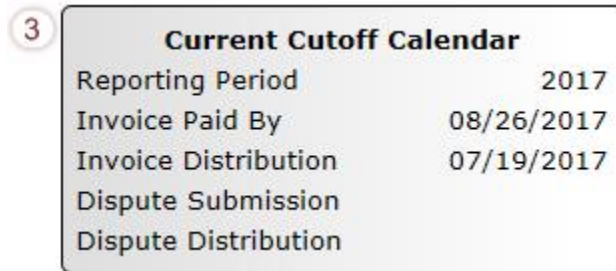 3
Current Cutoff Calendar
Reporting Period 2017
Invoice Paid By 08/26/2017
Invoice Distribution 07/19/2017
Dispute Submission
Dispute Distribution